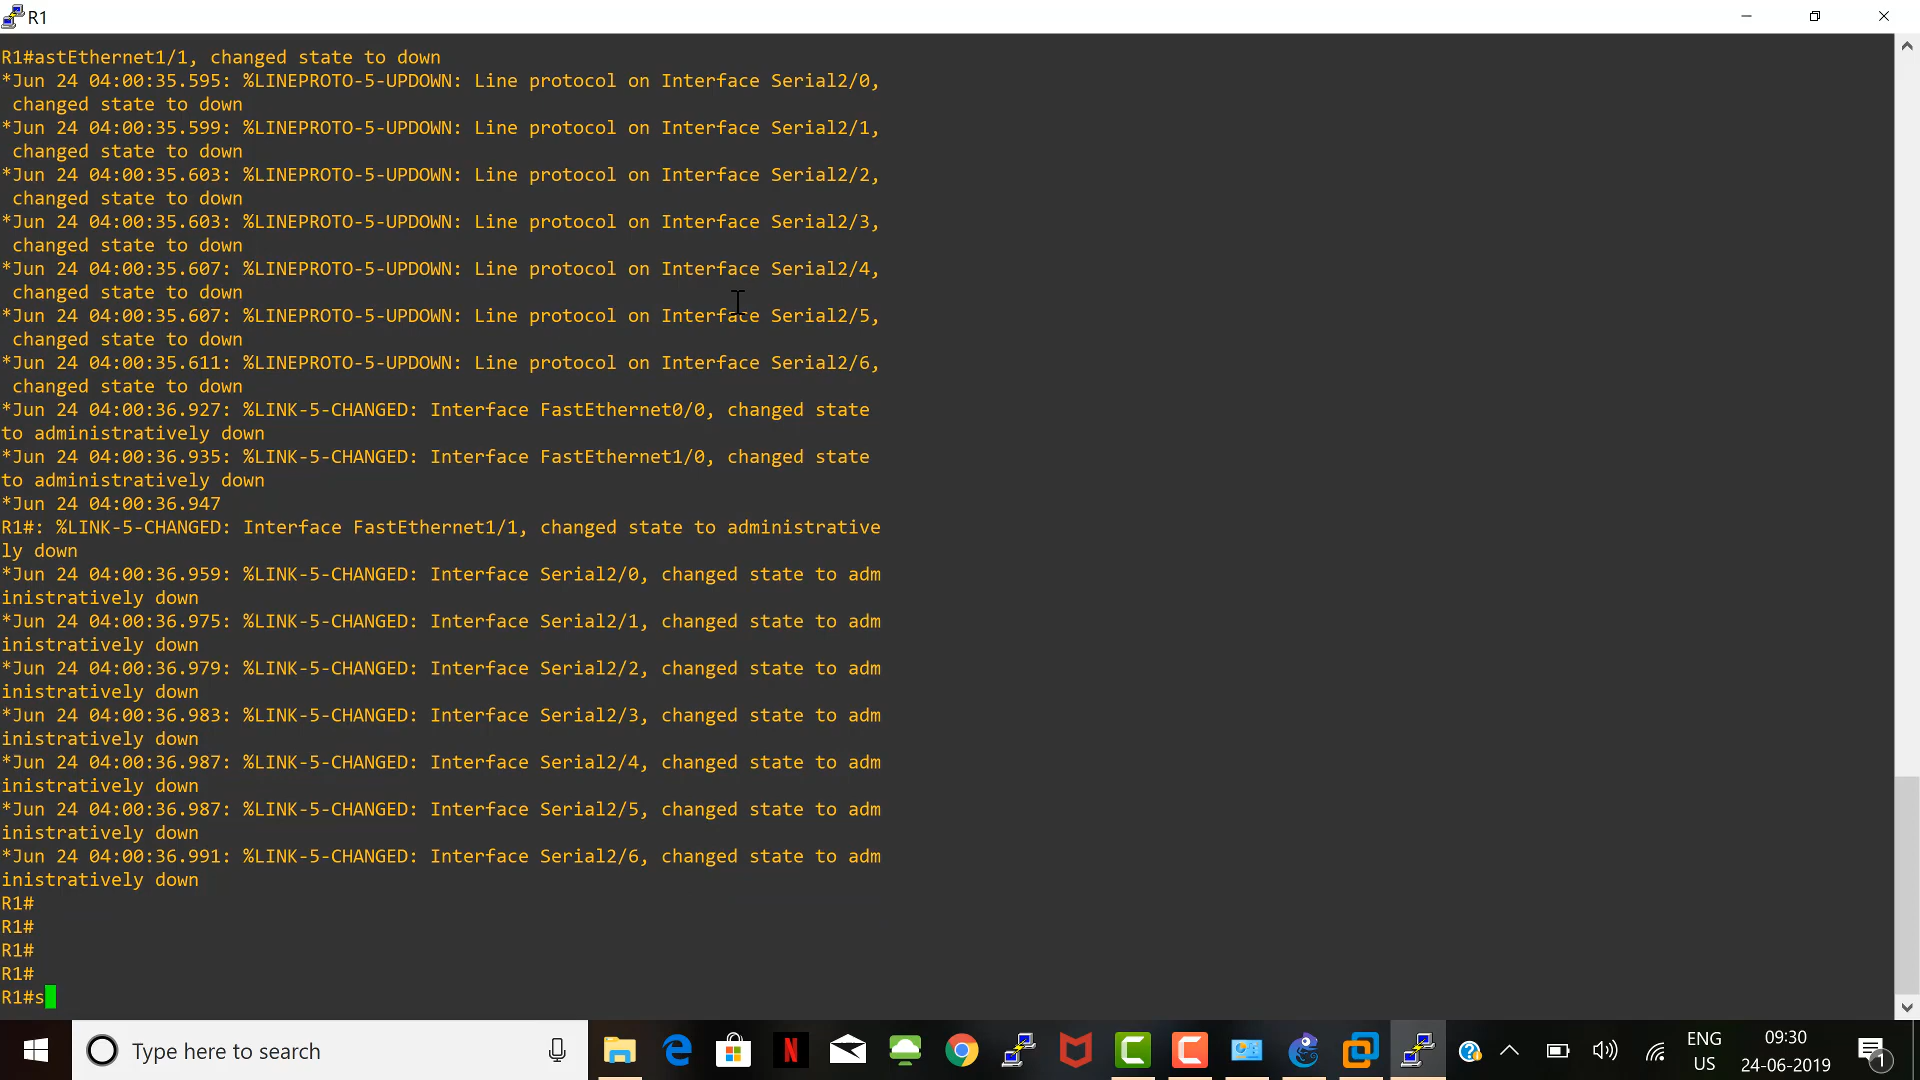 R1
R1#astEthernet1/1, changed state to down
*Jun 24 04:00:35.595: %LINEPROTO-5-UPDOWN: Line protocol on Interface Serial2/0,
 changed state to down
*Jun 24 04:00:35.599: %LINEPROTO-5-UPDOWN: Line protocol on Interface Serial2/1,
 changed state to down
*Jun 24 04:00:35.603: %LINEPROTO-5-UPDOWN: Line protocol on Interface Serial2/2,
 changed state to down
*Jun 24 04:00:35.603: %LINEPROTO-5-UPDOWN: Line protocol on Interface Serial2/3,
 changed state to down
*Jun 24 04:00:35.607: %LINEPROTO-5-UPDOWN: Line protocol on Interface Serial2/4,
 changed state to down
*Jun 24 04:00:35.607: %LINEPROTO-5-UPDOWN: Line protocol on Interface Serial2/5,
 changed state to down
*Jun 24 04:00:35.611: %LINEPROTO-5-UPDOWN: Line protocol on Interface Serial2/6,
 changed state to down
*Jun 24 04:00:36.927: %LINK-5-CHANGED: Interface FastEthernet0/0, changed state
to administratively down
*Jun 24 04:00:36.935: %LINK-5-CHANGED: Interface FastEthernet1/0, changed state
to administratively down
*Jun 24 04:00:36.947
R1#: %LINK-5-CHANGED: Interface FastEthernet1/1, changed state to administrative
ly down
*Jun 24 04:00:36.959: %LINK-5-CHANGED: Interface Serial2/0, changed state to adm
inistratively down
*Jun 24 04:00:36.975: %LINK-5-CHANGED: Interface Serial2/1, changed state to adm
inistratively down
*Jun 24 04:00:36.979: %LINK-5-CHANGED: Interface Serial2/2, changed state to adm
inistratively down
*Jun 24 04:00:36.983: %LINK-5-CHANGED: Interface Serial2/3, changed state to adm
inistratively down
*Jun 24 04:00:36.987: %LINK-5-CHANGED: Interface Serial2/4, changed state to adm
inistratively down
*Jun 24 04:00:36.987: %LINK-5-CHANGED: Interface Serial2/5, changed state to adm
inistratively down
*Jun 24 04:00:36.991: %LINK-5-CHANGED: Interface Serial2/6, changed state to adm
inistratively down
R1#
R1#
R1#
R1#
R1#s
Type here to search
ENG
US
09:30
24-06-2019
1